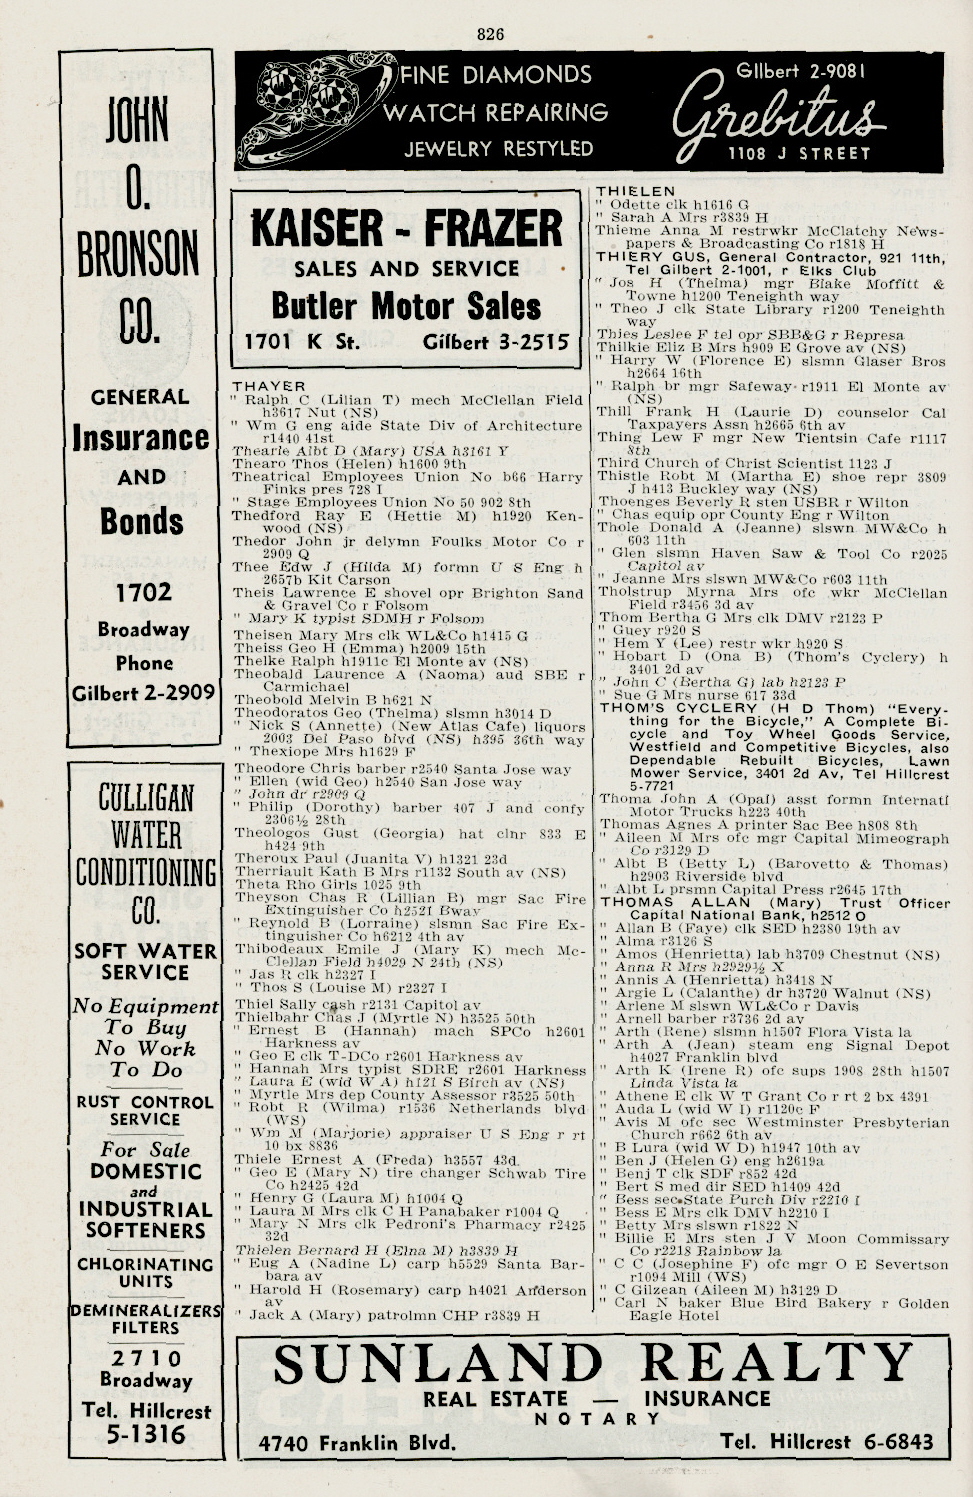 826
JOHN
O.
BRONSON
CO.
GENERAL
Insurance
AND
Bonds
1702
Broadway
Phone
Gilbert 2-2909
CULLIGAN
WATER
CONDITIONING
CO.
SOFT WATER
SERVICE
No Equipment
To Buy
No Work
To Do
RUST CONTROL
SERVICE
For Sale
DOMESTIC
and
INDUSTRIAL
SOFTENERS
CHLORINATING
UNITS
DEMINERALIZERS
FILTERS
2710
Broadway
Tel. Hillcrest
5-1316
FINE DIAMONDS
WATCH REPAIRING
JEWELRY RESTYLED
GIlbert 2-9081
Grebitus
1108 J STREET
KAISER - FRAZER
SALES AND SERVICE
Butler Motor Sales
1701 K St. Gilbert 3-2515
THAYER
" Ralph C (Lilian T) mech McClellan Field
h3617 Nut (NS)
" Wm G eng aide State Div of Architecture
r1440 41st
Thearle Albt D (Mary) USA h3161 Y
Thearo Thos (Helen) h1600 9th
Theatrical Employees Union No b66 Harry
Finks pres 728 I
" Stage Employees Union No 50 902 8th
Thedford Ray E (Hettie M) h1920 Ken-
wood (NS)
Thedor John jr delymn Foulks Motor Co r
2909 Q
Thee Edw J (Hilda M) formn U S Eng h
2657b Kit Carson
Theis Lawrence E shovel opr Brighton Sand
& Gravel Co r Folsom
" Mary K typist SDMH r Folsom
Theisen Mary Mrs clk WL&Co h1415 G
Theiss Geo H (Emma) h2009 15th
Thelke Ralph h1911c El Monte av (NS)
Theobald Laurence A (Naoma) aud SBE r
Carmichael
Theobold Melvin B h621 N
Theodoratos Geo (Thelma) slsmn h3014 D
" Nick S (Annette) (New Atlas Cafe) liquors
2003 Del Paso blvd (NS) h395 36th way
" Thexiope Mrs h1629 F
Theodore Chris barber r2540 Santa Jose way
" Ellen (wid Geo) h2540 San Jose way
" John dr r2909 Q
" Philip (Dorothy) barber 407 J and confy
2306½ 28th
Theologos Gust (Georgia) hat clnr 833 E
h424 9th
Theroux Paul (Juanita V) h1321 23d
Therriault Kath B Mrs r1132 South av (NS)
Theta Rho Girls 1025 9th
Theyson Chas R (Lillian B) mgr Sac Fire
Extinguisher Co h2521 Bway
" Reynold B (Lorraine) slsmn Sac Fire Ex-
tinguisher Co h6212 4th av
Thibodeaux Emile J (Mary K) mech Mc-
Clellan Field h4029 N 24th (NS)
" Jas R clk h2327 I
" Thos S (Louise M) r2327 I
Thiel Sally cash r2131 Capitol av
Thielbahr Chas J (Myrtle N) h3525 50th
" Ernest B (Hannah) mach SPCo h2601
Harkness av
" Geo E clk T-DCo r2601 Harkness av
" Hannah Mrs typist SDRE r2601 Harkness
" Laura E (wid W A) h121 S Birch av (NS)
" Myrtle Mrs dep County Assessor r3525 50th
" Robt R (Wilma) r1536 Netherlands blvd
(WS)
" Wm M (Marjorie) appraiser U S Eng r rt
10 bx 8836
Thiele Ernest A (Freda) h3557 43d
" Geo E (Mary N) tire changer Schwab Tire
Co h2425 42d
" Henry G (Laura M) h1004 Q
" Laura M Mrs clk C H Panabaker r1004 Q
" Mary N Mrs clk Pedroni's Pharmacy r2425
32d
Thielen Bernard H (Elna M) h3839 H
" Eug A (Nadine L) carp h5529 Santa Bar-
bara av
" Harold H (Rosemary) carp h4021 Anderson
av
" Jack A (Mary) patrolmn CHP r3839 H
THIELEN
" Odette clk h1616 G
" Sarah A Mrs r3839 H
Thieme Anna M restrwkr McClatchy News-
papers & Broadcasting Co r1818 H
THIERY GUS, General Contractor, 921 11th,
Tel Gilbert 2-1001, r Elks Club
" Jos H (Thelma) mgr Blake Moffitt &
Towne h1200 Teneighth way
" Theo J clk State Library r1200 Teneighth
way
Thies Leslee F tel opr SBB&G r Represa
Thilkie Eliz B Mrs h909 E Grove av (NS)
" Harry W (Florence E) slsmn Glaser Bros
h2664 16th
" Ralph br mgr Safeway r1911 El Monte av
(NS)
Thill Frank H (Laurie D) counselor Cal
Taxpayers Assn h2665 6th av
Thing Lew F mgr New Tientsin Cafe r1117
8th
Third Church of Christ Scientist 1123 J
Thistle Robt M (Martha E) shoe repr 3809
J h413 Buckley way (NS)
Thoenges Beverly R sten USBR r Wilton
" Chas equip opr County Eng r Wilton
Thole Donald A (Jeanne) slswn MW&Co h
603 11th
" Glen slsmn Haven Saw & Tool Co r2025
Capitol av
" Jeanne Mrs slswn MW&Co r603 11th
Tholstrup Myrna Mrs ofc wkr McClellan
Field r3456 3d av
Thom Bertha G Mrs clk DMV r2123 P
" Guey r920 S
" Hem Y (Lee) restr wkr h920 S
" Hobart D (Ona B) (Thom's Cyclery) h
3401 2d av
" John C (Bertha G) lab h2123 P
" Sue G Mrs nurse 617 33d
THOM'S CYCLERY (H D Thom) "Every-
thing for the Bicycle," A Complete Bi-
cycle and Toy Wheel Goods Service,
Westfield and Competitive Bicycles, also
Dependable Rebuilt Bicycles, Lawn
Mower Service, 3401 2d Av, Tel Hillcrest
5-7721
Thoma John A (Opal) asst formn Internatl
Motor Trucks h223 40th
Thomas Agnes A printer Sac Bee h808 8th
" Aileen M Mrs ofc mgr Capital Mimeograph
Co r3129 D
" Albt B (Betty L) (Barovetto & Thomas)
h2903 Riverside blvd
" Albt L prsmn Capital Press r2645 17th
THOMAS ALLAN (Mary) Trust Officer
Capital National Bank, h2512 O
" Allan B (Faye) clk SED h2380 19th av
" Alma r3126 S
" Amos (Henrietta) lab h3709 Chestnut (NS)
" Anna R Mrs h2929½ X
" Annis A (Henrietta) h3418 N
" Argie L (Calanthe) dr h3720 Walnut (NS)
" Arlene M slswn WL&Co r Davis
" Arnell barber r3736 2d av
" Arth (Rene) slsmn h1507 Flora Vista la
" Arth A (Jean) steam eng Signal Depot
h4027 Franklin blvd
" Arth K (Irene R) ofc sups 1908 28th h1507
Linda Vista la
" Athene E clk W T Grant Co r rt 2 bx 4391
" Auda L (wid W I) r1120c F
" Avis M ofc sec Westminster Presbyterian
Church r662 6th av
" B Lura (wid W D) h1947 10th av
" Ben J (Helen G) eng h2619a
" Benj T clk SDF r852 42d
" Bert S med dir SED h1409 42d
" Bess sec State Purch Div r2210 I
" Bess E Mrs clk DMV h2210 I
" Betty Mrs slswn r1822 N
" Billie E Mrs sten J V Moon Commissary
Co r2218 Rainbow la
" C C (Josephine F) ofc mgr O E Severtson
r1094 Mill (WS)
" C Gilzean (Aileen M) h3129 D
" Carl N baker Blue Bird Bakery r Golden
Eagle Hotel
SUNLAND REALTY
REAL ESTATE — INSURANCE
NOTARY
4740 Franklin Blvd. Tel. Hillcrest 6-6843